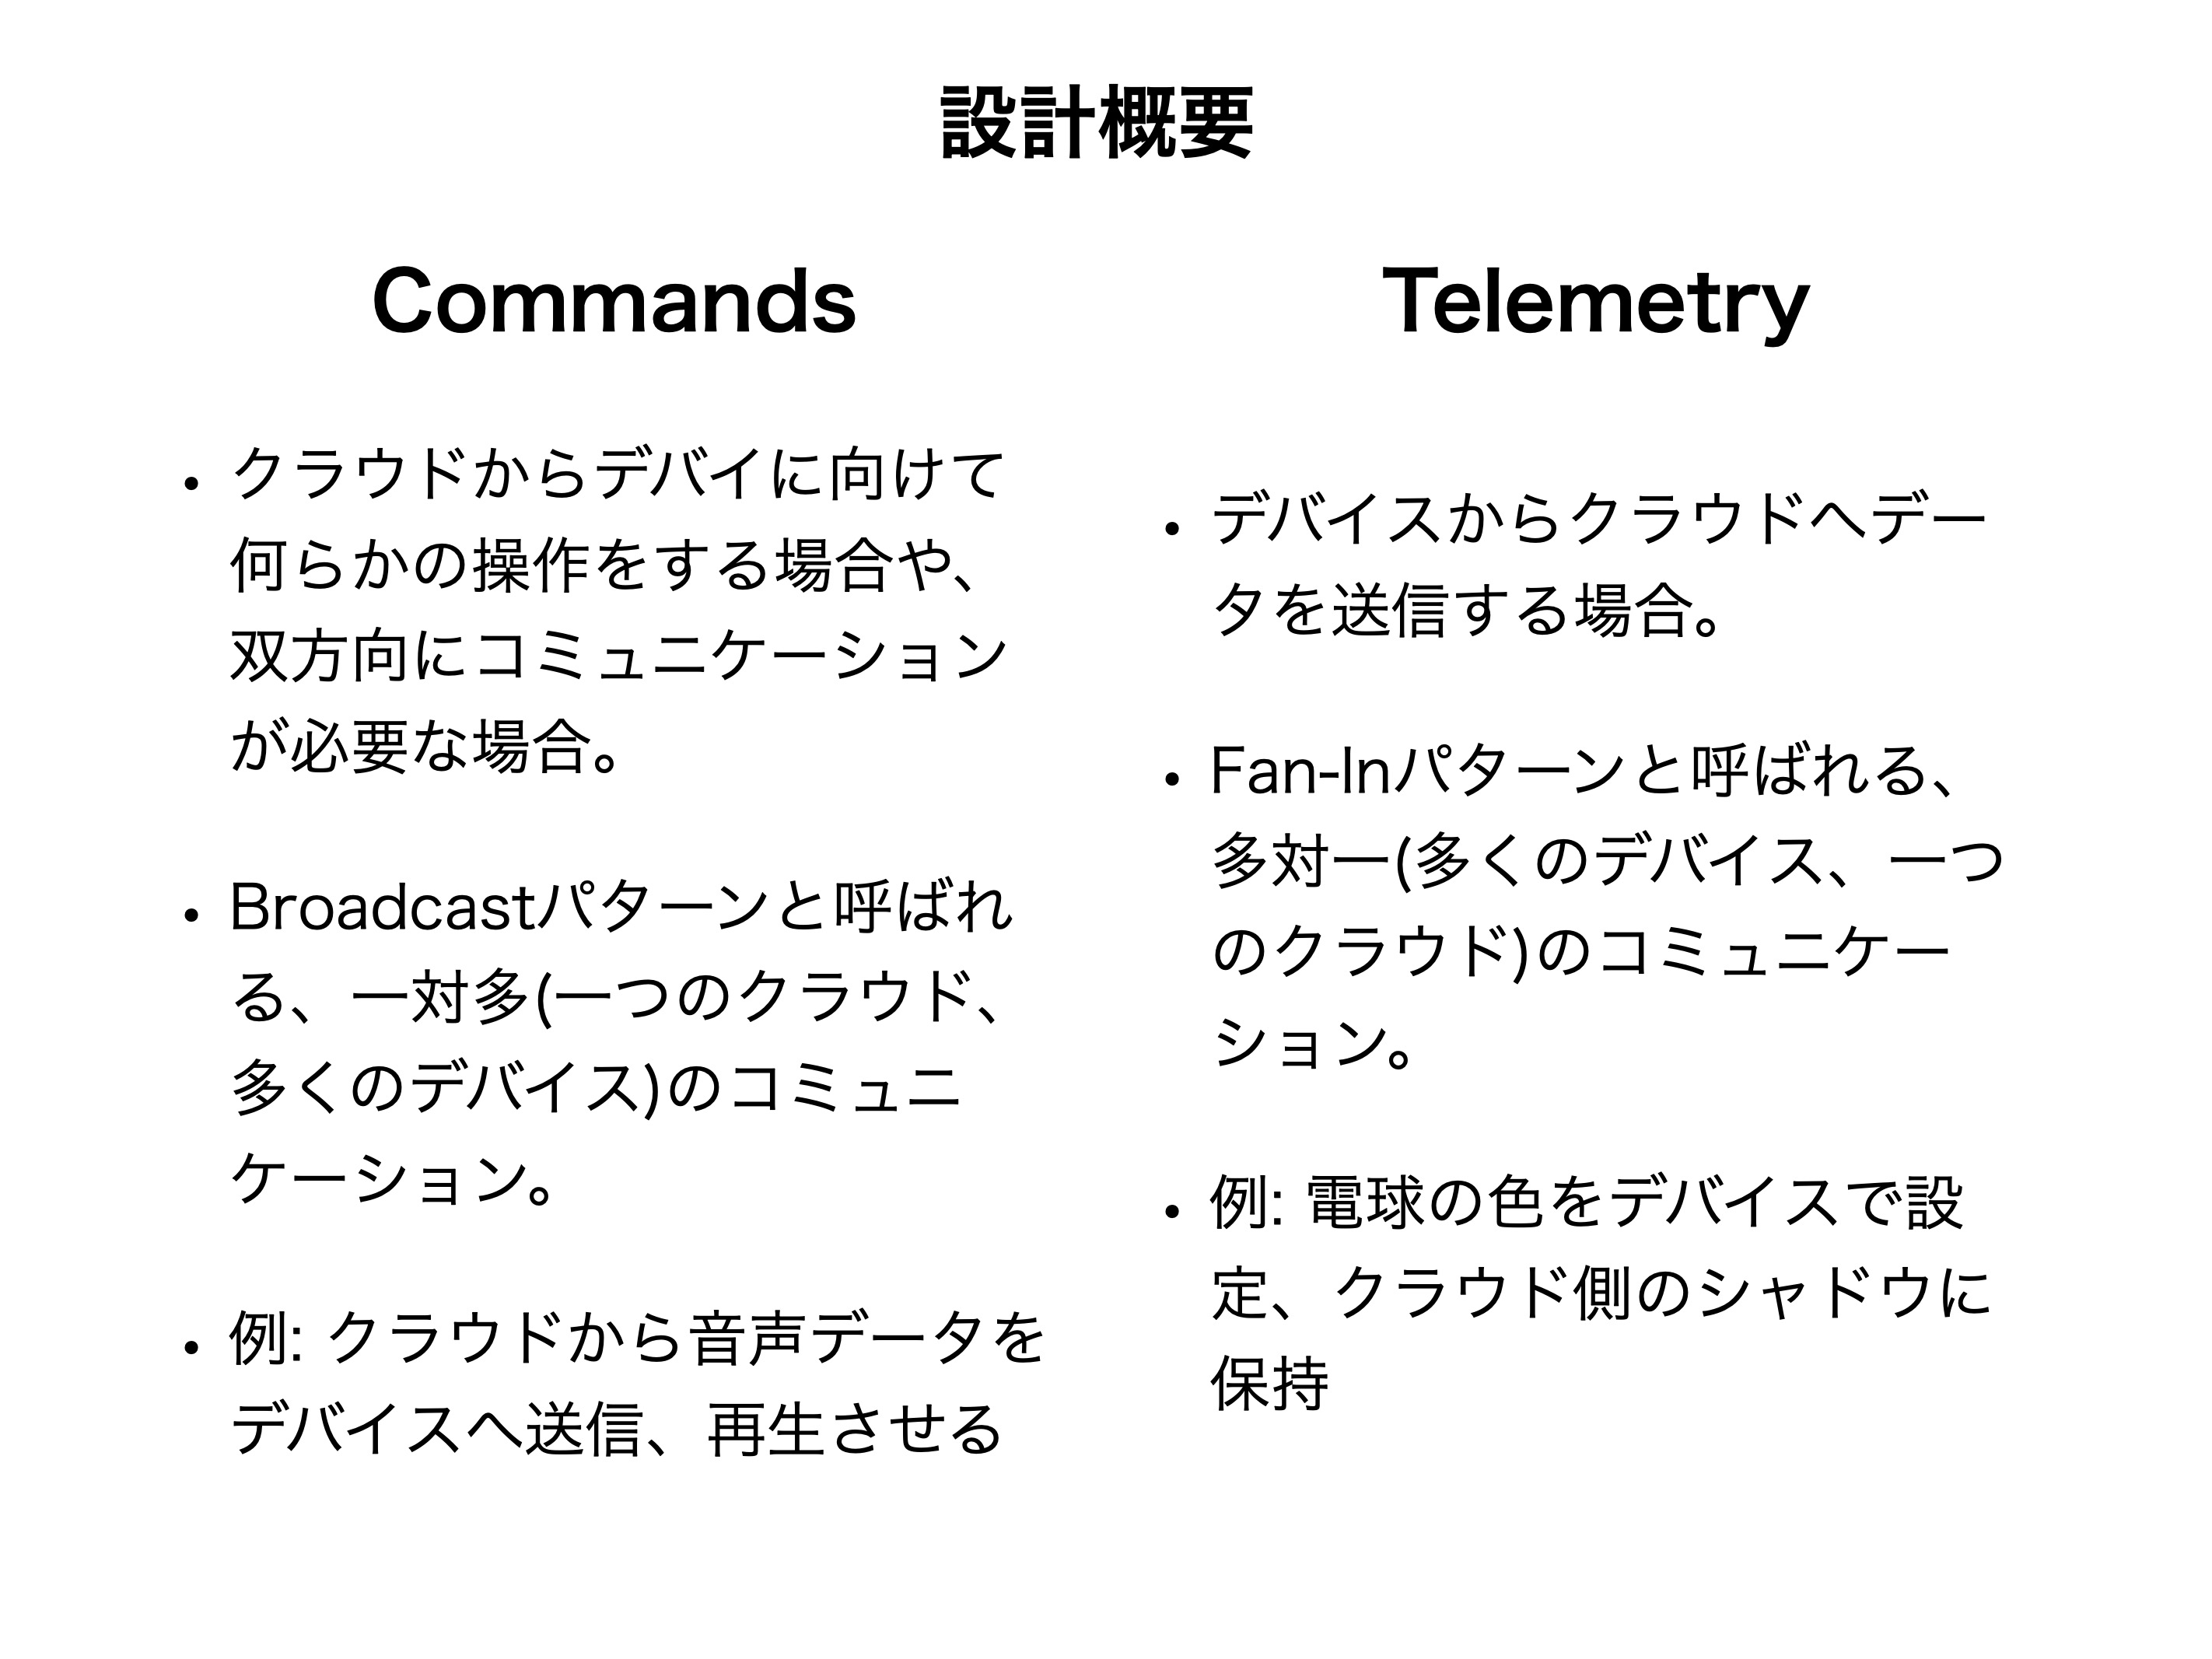 設計概要
Commands
・クラウドからデバイに向けて
何らかの操作をする場合や、
双方向にコミュニケーション
が必要な場合。
・Broadcastパターンと呼ばれ
る、一対多(一つのクラウド、
多くのデバイス)のコミュニ
ケーション。
・例: クラウドから音声データを
デバイスへ送信、再生させる
Telemetry
・デバイスからクラウドへデー
タを送信する場合。
・Fan-Inパターンと呼ばれる、
多対一(多くのデバイス、一つ
のクラウド)のコミュニケー
ション。
・例: 電球の色をデバイスで設
定、 クラウド側のシャドウに
保持